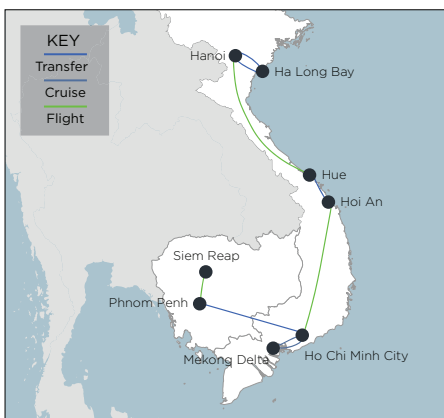 KEY
Transfer
Cruise
Flight
Hanoi
Ha Long Bay
Hue
Hoi An
Siem Reap
Phnom Penh
Ho Chi Minh City
Mekong Delta